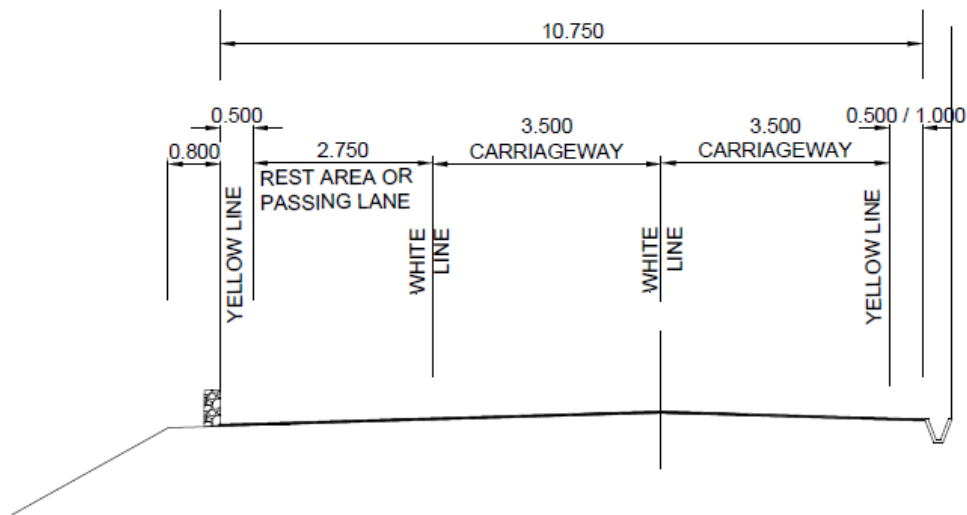 10.750
0.500
0.500 / 1.000
3.500
3.500
0.800
2.750
CARRIAGEWAY
CARRIAGEWAY
REST AREA OR
PASSING LANE
YELLOW LINE
WHITE
LINE
WHITE
LINE
YELLOW LINE